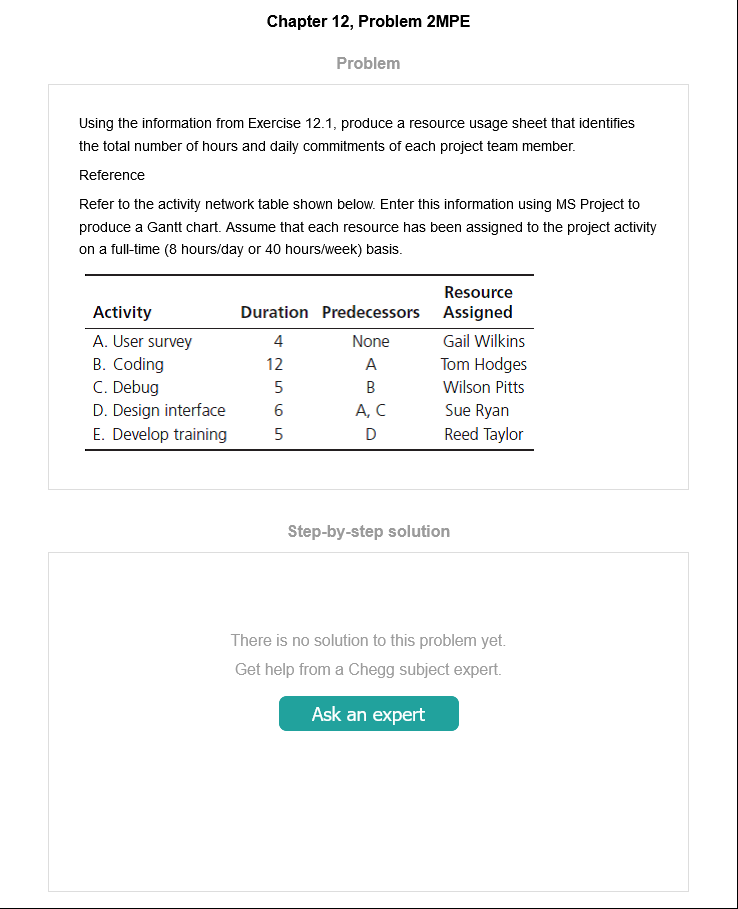 Chapter 12, Problem 2MPE
Problem
Using the information from Exercise 12.1, produce a resource usage sheet that identifies
the total number of hours and daily commitments of each project team member.
Reference
Refer to the activity network table shown below. Enter this information using MS Project to
produce a Gantt chart. Assume that each resource has been assigned to the project activity
on a full-time (8 hours/day or 40 hours/week) basis.
Resource
Activity Duration Predecessors Assigned
A. User survey 4 None Gail Wilkins
B. Coding 12 A Tom Hodges
C. Debug 5 B Wilson Pitts
D. Design interface 6 A, C Sue Ryan
E. Develop training 5 D Reed Taylor
Step-by-step solution
There is no solution to this problem yet.
Get help from a Chegg subject expert.
Ask an expert